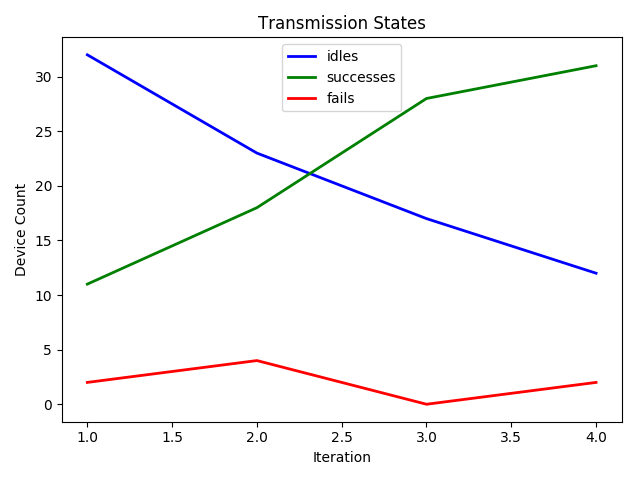 Transmission States
idles
successes
fails
Device Count
30
25
20
15
10
5
0
1.0 1.5 2.0 2.5 3.0 3.5 4.0
Iteration